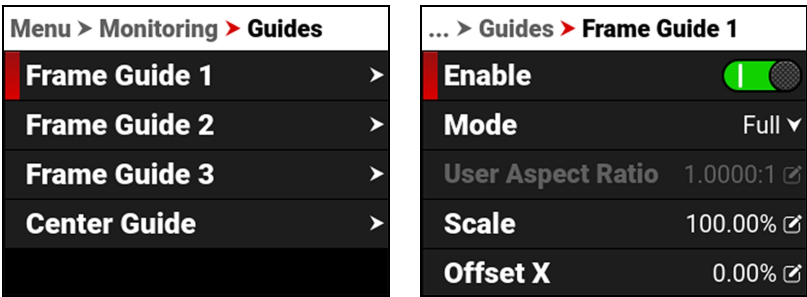 Menu > Monitoring > Guides
Frame Guide 1
Frame Guide 2
Frame Guide 3
Center Guide
... > Guides > Frame Guide 1
Enable
Mode Full
User Aspect Ratio 1.0000:1
Scale 100.00%
Offset X 0.00%